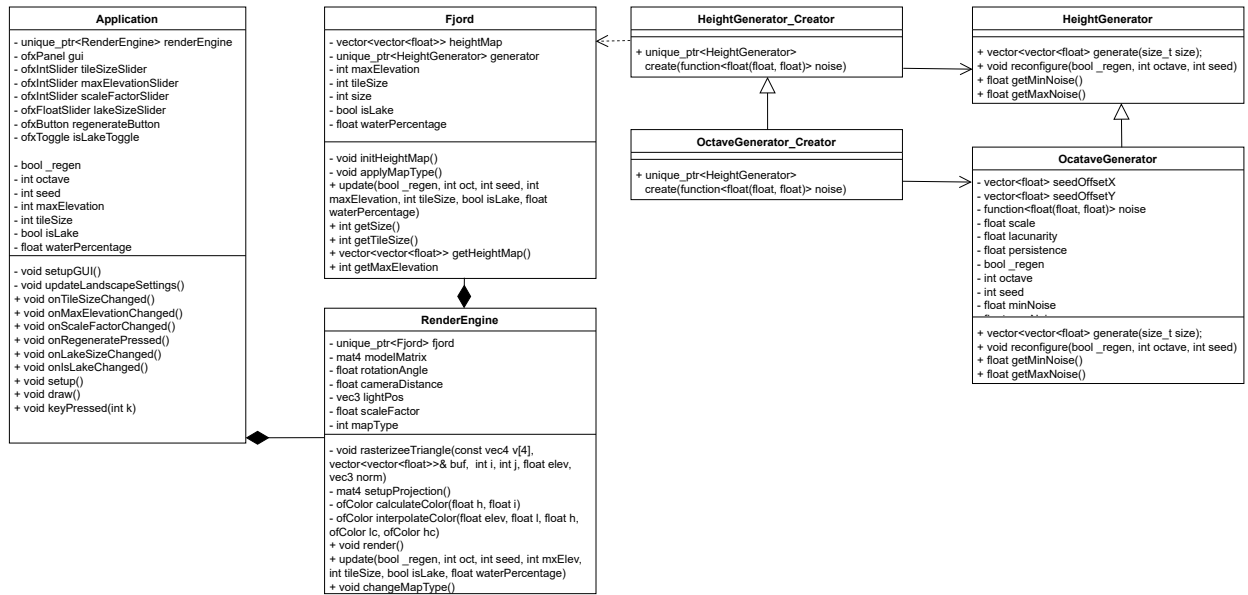 Application
- unique_ptr<RenderEngine> renderEngine
- ofxPanel gui
- ofxIntSlider tileSizeSlider
- ofxIntSlider maxElevationSlider
- ofxIntSlider scaleFactorSlider
- ofxFloatSlider lakeSizeSlider
- ofxButton regenerateButton
- ofxToggle isLakeToggle
- bool _regen
- int octave
- int seed
- int maxElevation
- int tileSize
- bool isLake
- float waterPercentage
- void setupGUI()
- void updateLandscapeSettings()
+ void onTileSizeChanged()
+ void onMaxElevationChanged()
+ void onScaleFactorChanged()
+ void onRegeneratePressed()
+ void onLakeSizeChanged()
+ void onIsLakeChanged()
+ void setup()
+ void draw()
+ void keyPressed(int k)
Fjord
- vector<vector<float>> heightMap
- unique_ptr<HeightGenerator> generator
- int maxElevation
- int tileSize
- int size
- bool isLake
- float waterPercentage
- void initHeightMap()
- void applyMapType()
+ update(bool _regen, int oct, int seed, int
maxElevation, int tileSize, bool isLake, float
waterPercentage)
+ int getSize()
+ int getTileSize()
+ vector<vector<float>> getHeightMap()
+ int getMaxElevation
RenderEngine
- unique_ptr<Fjord> fjord
- mat4 modelMatrix
- float rotationAngle
- float cameraDistance
- vec3 lightPos
- float scaleFactor
- int mapType
- void rasterizeeTriangle(const vec4 v[4],
vector<vector<float>>& buf, int i, int j, float elev,
vec3 norm)
- mat4 setupProjection()
- ofColor calculateColor(float h, float i)
- ofColor interpolateColor(float elev, float l, float h,
ofColor lc, ofColor hc)
+ void render()
+ update(bool _regen, int oct, int seed, int mxElev,
int tileSize, bool isLake, float waterPercentage)
+ void changeMapType()
HeightGenerator_Creator
+ unique_ptr<HeightGenerator>
create(function<float(float, float)> noise)
OctaveGenerator_Creator
+ unique_ptr<HeightGenerator>
create(function<float(float, float)> noise)
HeightGenerator
+ vector<vector<float> generate(size_t size);
+ void reconfigure(bool _regen, int octave, int seed)
+ float getMinNoise()
+ float getMaxNoise()
OcataveGenerator
- vector<float> seedOffsetX
- vector<float> seedOffsetY
- function<float(float, float)> noise
- float scale
- float lacunarity
- float persistence
- bool _regen
- int octave
- int seed
- float minNoise
+ vector<vector<float> generate(size_t size);
+ void reconfigure(bool _regen, int octave, int seed)
+ float getMinNoise()
+ float getMaxNoise()